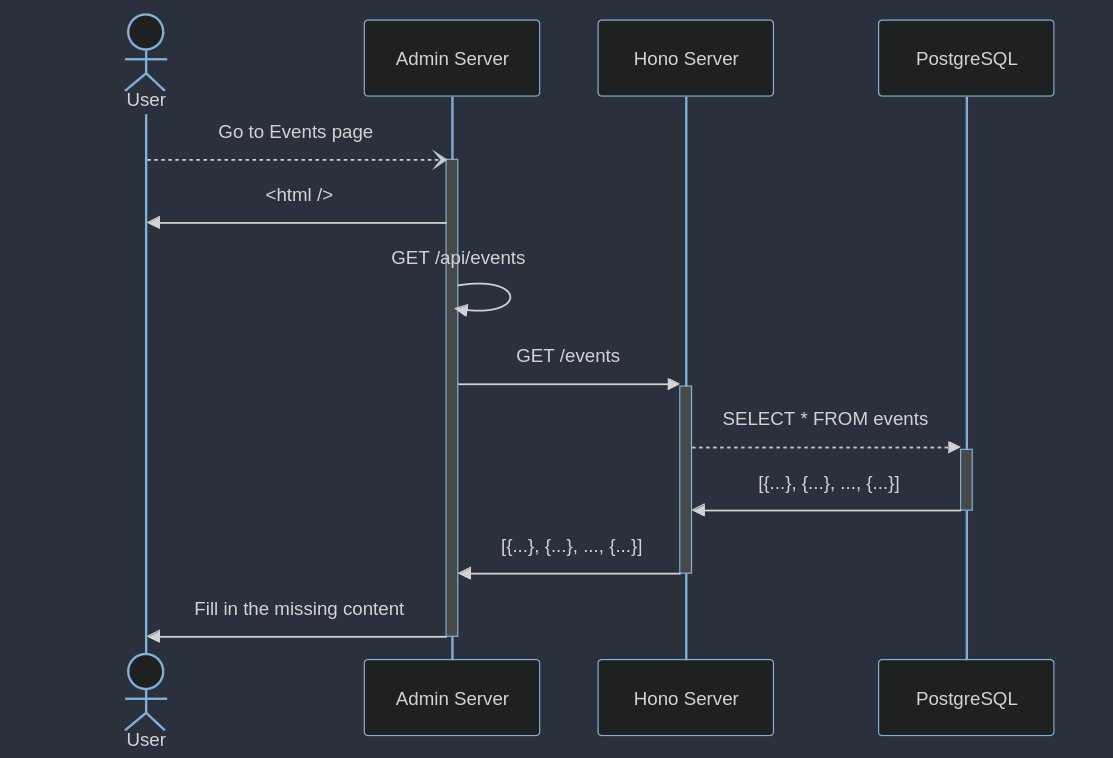 User
Admin Server
Hono Server
PostgreSQL
Go to Events page
<html />
GET /api/events
GET /events
SELECT * FROM events
[{...}, {...}, ..., {...}]
[{...}, {...}, ..., {...}]
Fill in the missing content
User
Admin Server
Hono Server
PostgreSQL